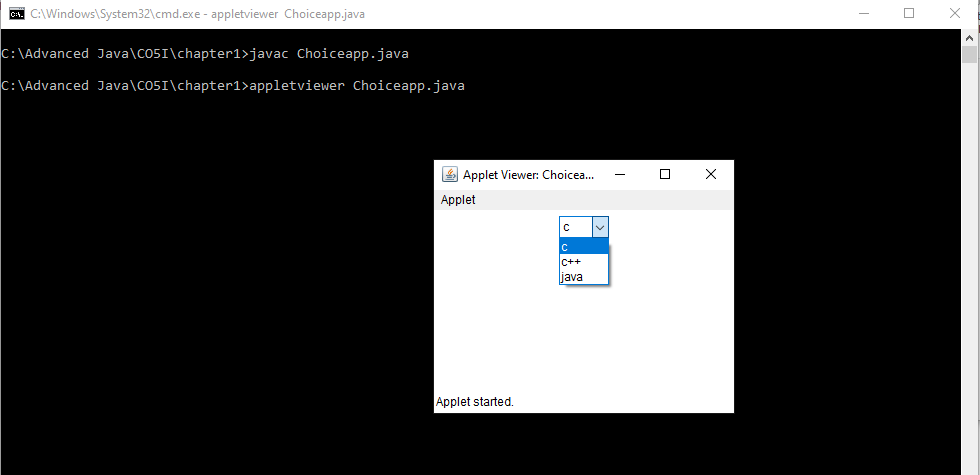 C:\Windows\System32\cmd.exe - appletviewer  Choiceapp.java
C:\Advanced Java\CO5I\chapter1>javac Choiceapp.java
C:\Advanced Java\CO5I\chapter1>appletviewer Choiceapp.java
Applet Viewer: Choicea...
Applet
c
c
c++
java
Applet started.